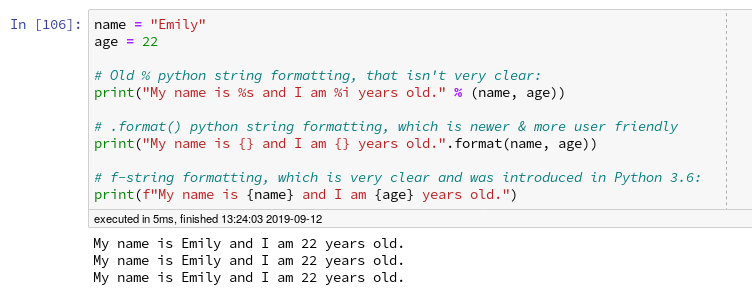 In [106]:
name = "Emily"
age = 22
# Old % python string formatting, that isn't very clear:
print("My name is %s and I am %i years old." % (name, age))
# .format() python string formatting, which is newer & more user friendly
print("My name is {} and I am {} years old.".format(name, age))
# f-string formatting, which is very clear and was introduced in Python 3.6:
print(f"My name is {name} and I am {age} years old.")
executed in 5ms, finished 13:24:03 2019-09-12
My name is Emily and I am 22 years old.
My name is Emily and I am 22 years old.
My name is Emily and I am 22 years old.